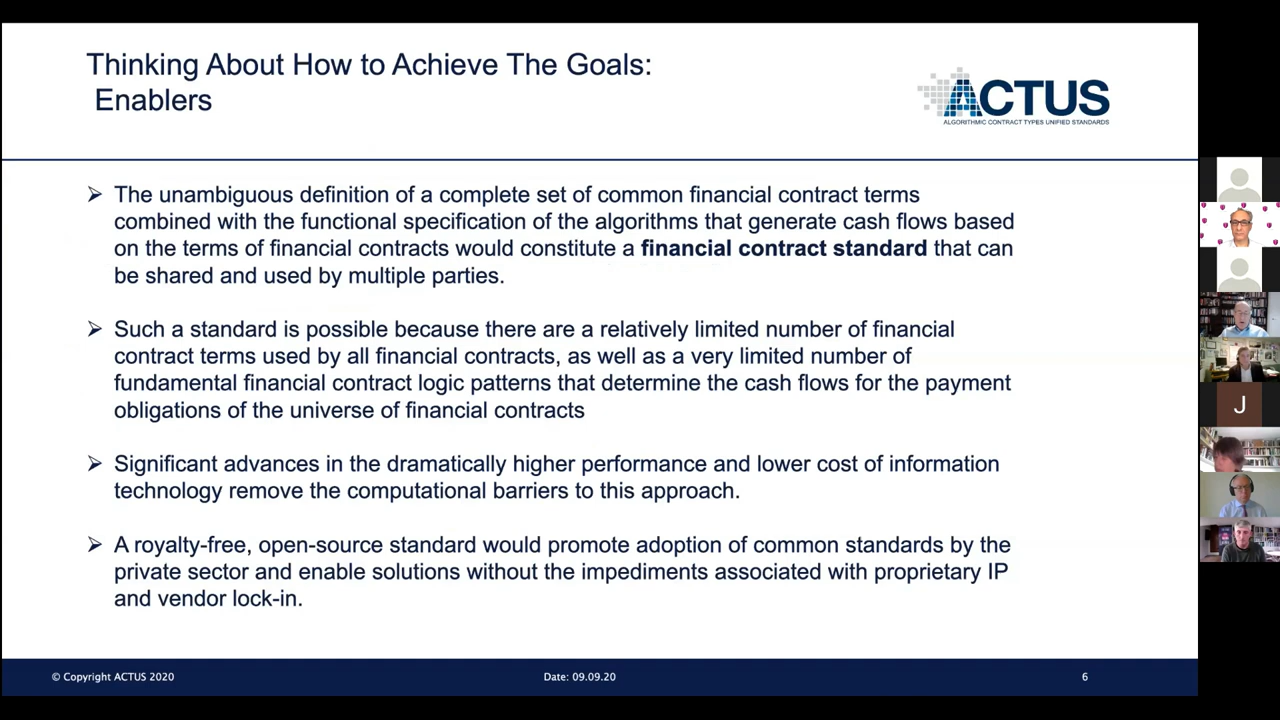 Thinking About How to Achieve The Goals:
Enablers
ACTUS
ALGORITHMIC CONTRACT TYPES UNIFIED STANDARDS
➢ The unambiguous definition of a complete set of common financial contract terms
combined with the functional specification of the algorithms that generate cash flows based
on the terms of financial contracts would constitute a financial contract standard that can
be shared and used by multiple parties.
➢ Such a standard is possible because there are a relatively limited number of financial
contract terms used by all financial contracts, as well as a very limited number of
fundamental financial contract logic patterns that determine the cash flows for the payment
obligations of the universe of financial contracts
➢ Significant advances in the dramatically higher performance and lower cost of information
technology remove the computational barriers to this approach.
➢ A royalty-free, open-source standard would promote adoption of common standards by the
private sector and enable solutions without the impediments associated with proprietary IP
and vendor lock-in.
© Copyright ACTUS 2020
Date: 09.09.20
6
J